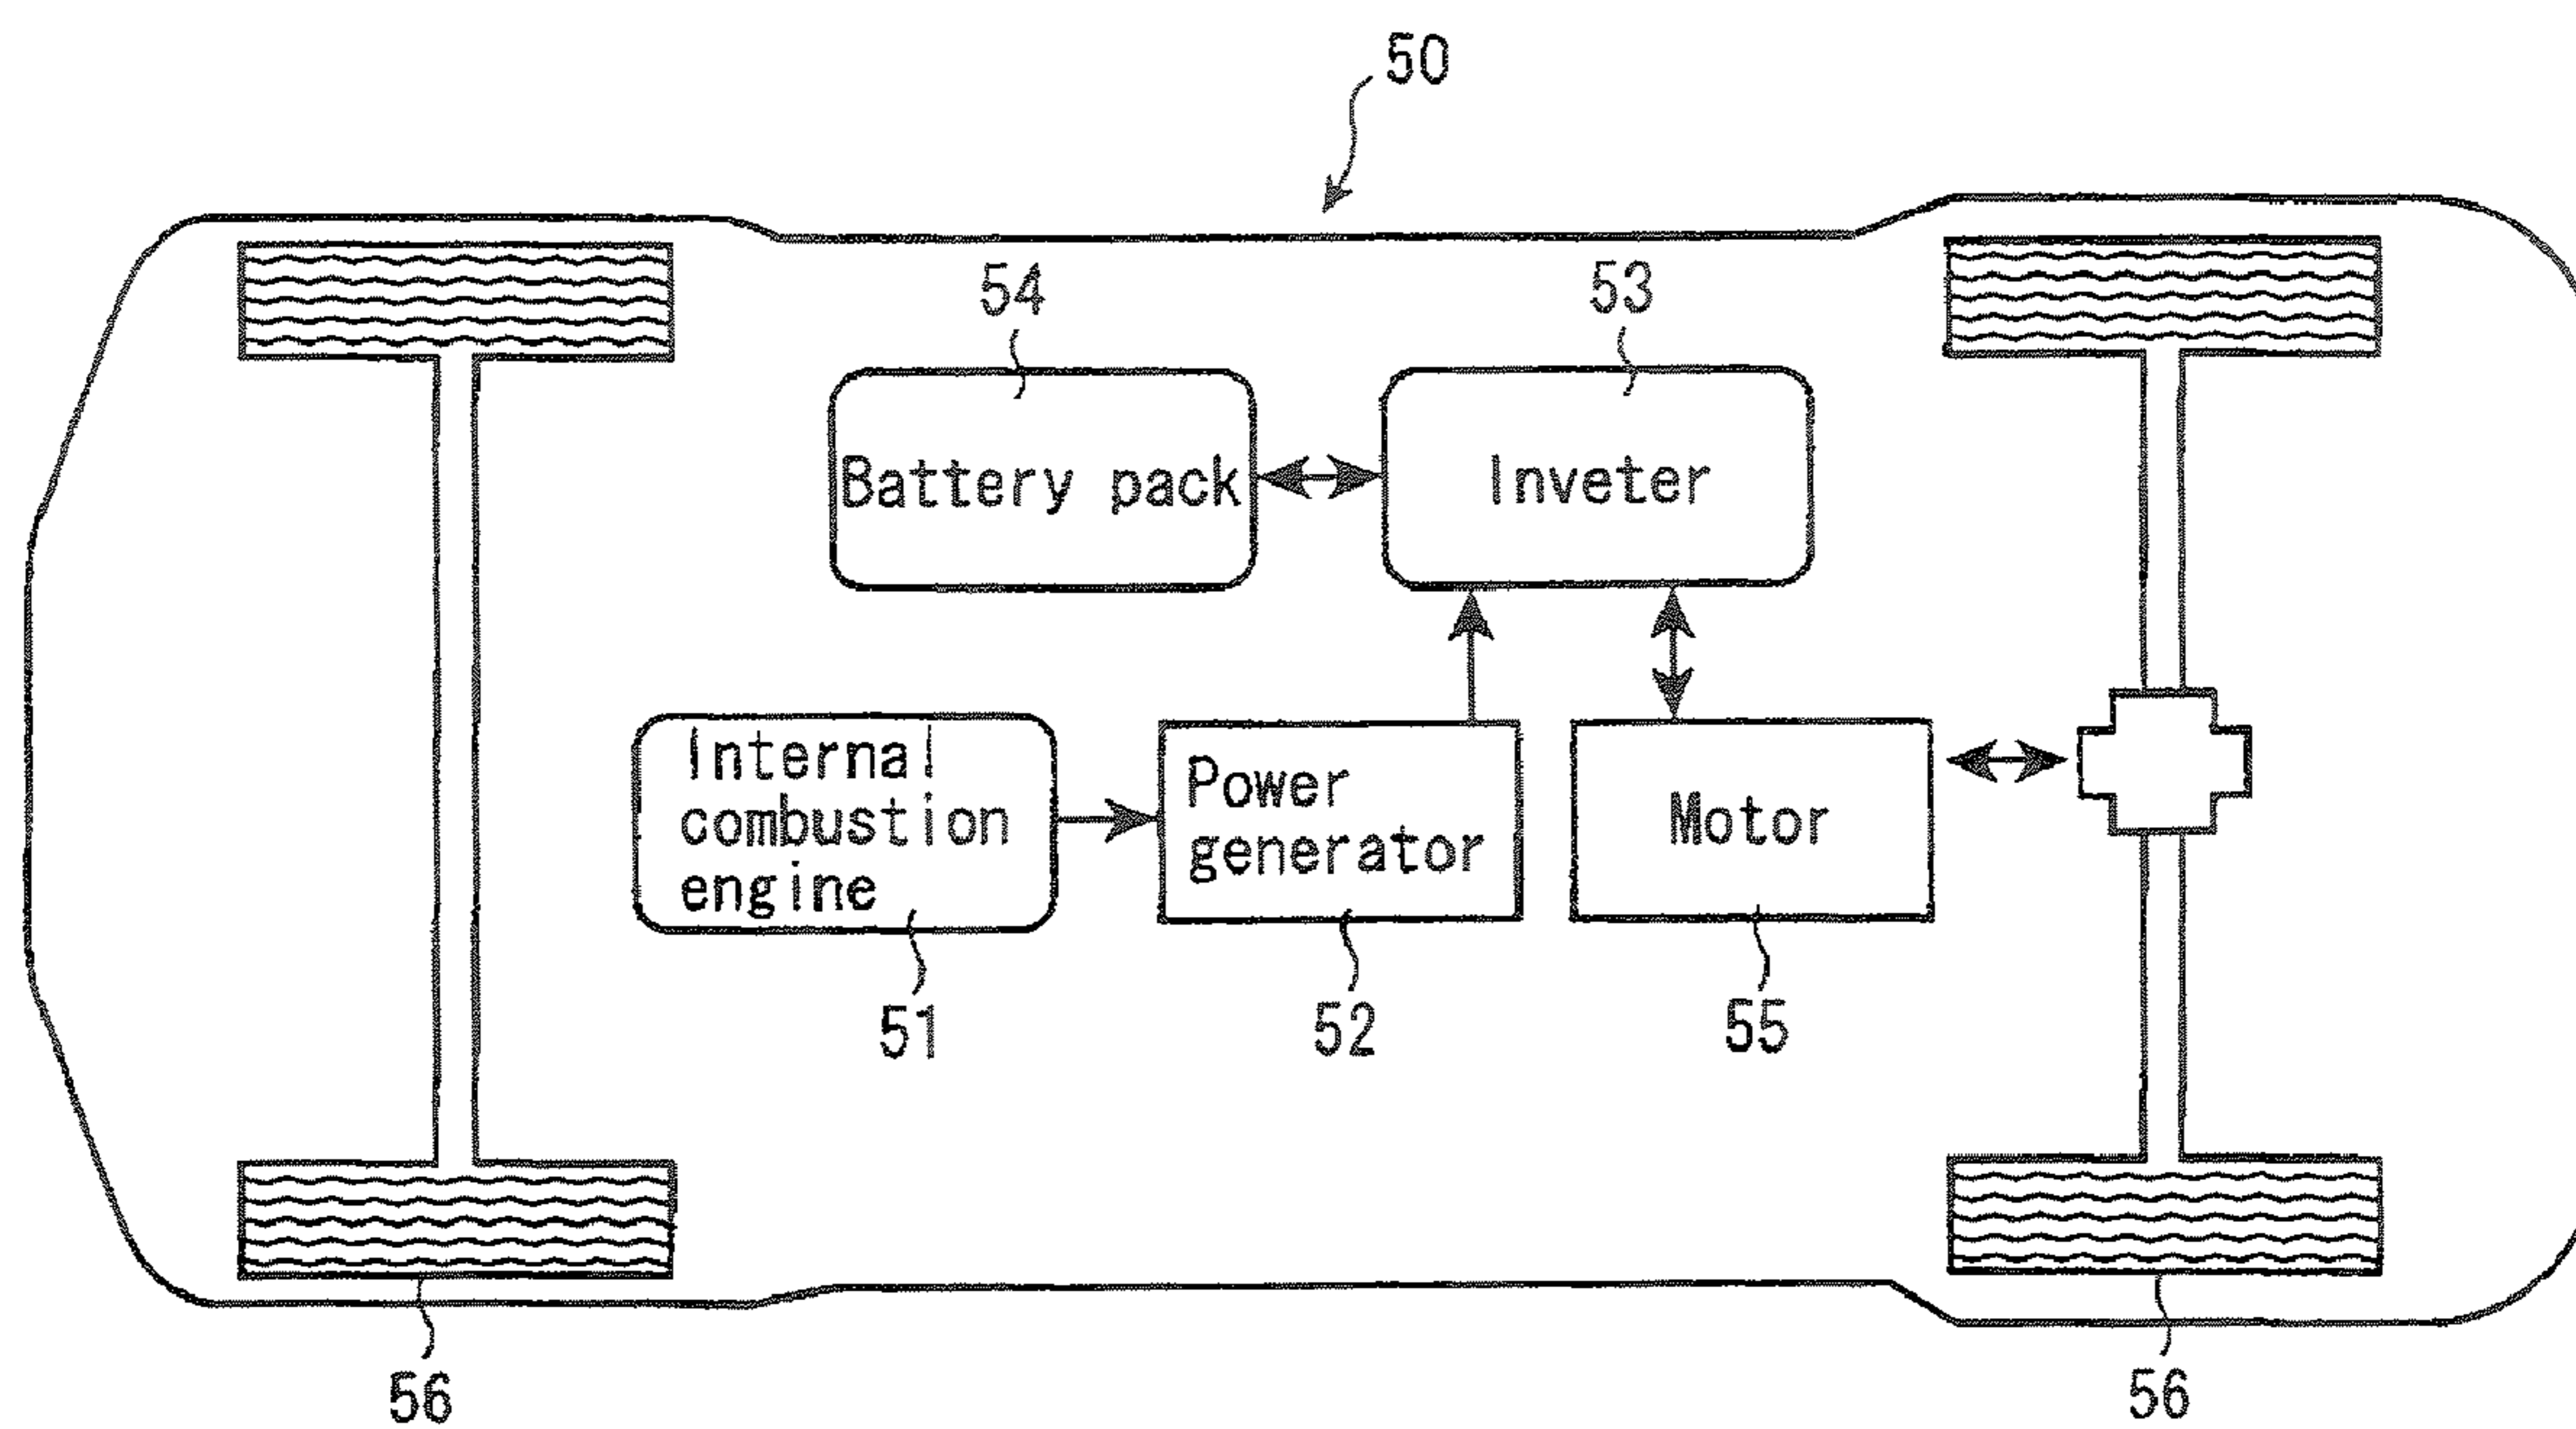 50
54
53
Battery pack
Inveter
Internal
combustion
engine
Power
generator
Motor
51
52
55
56
56